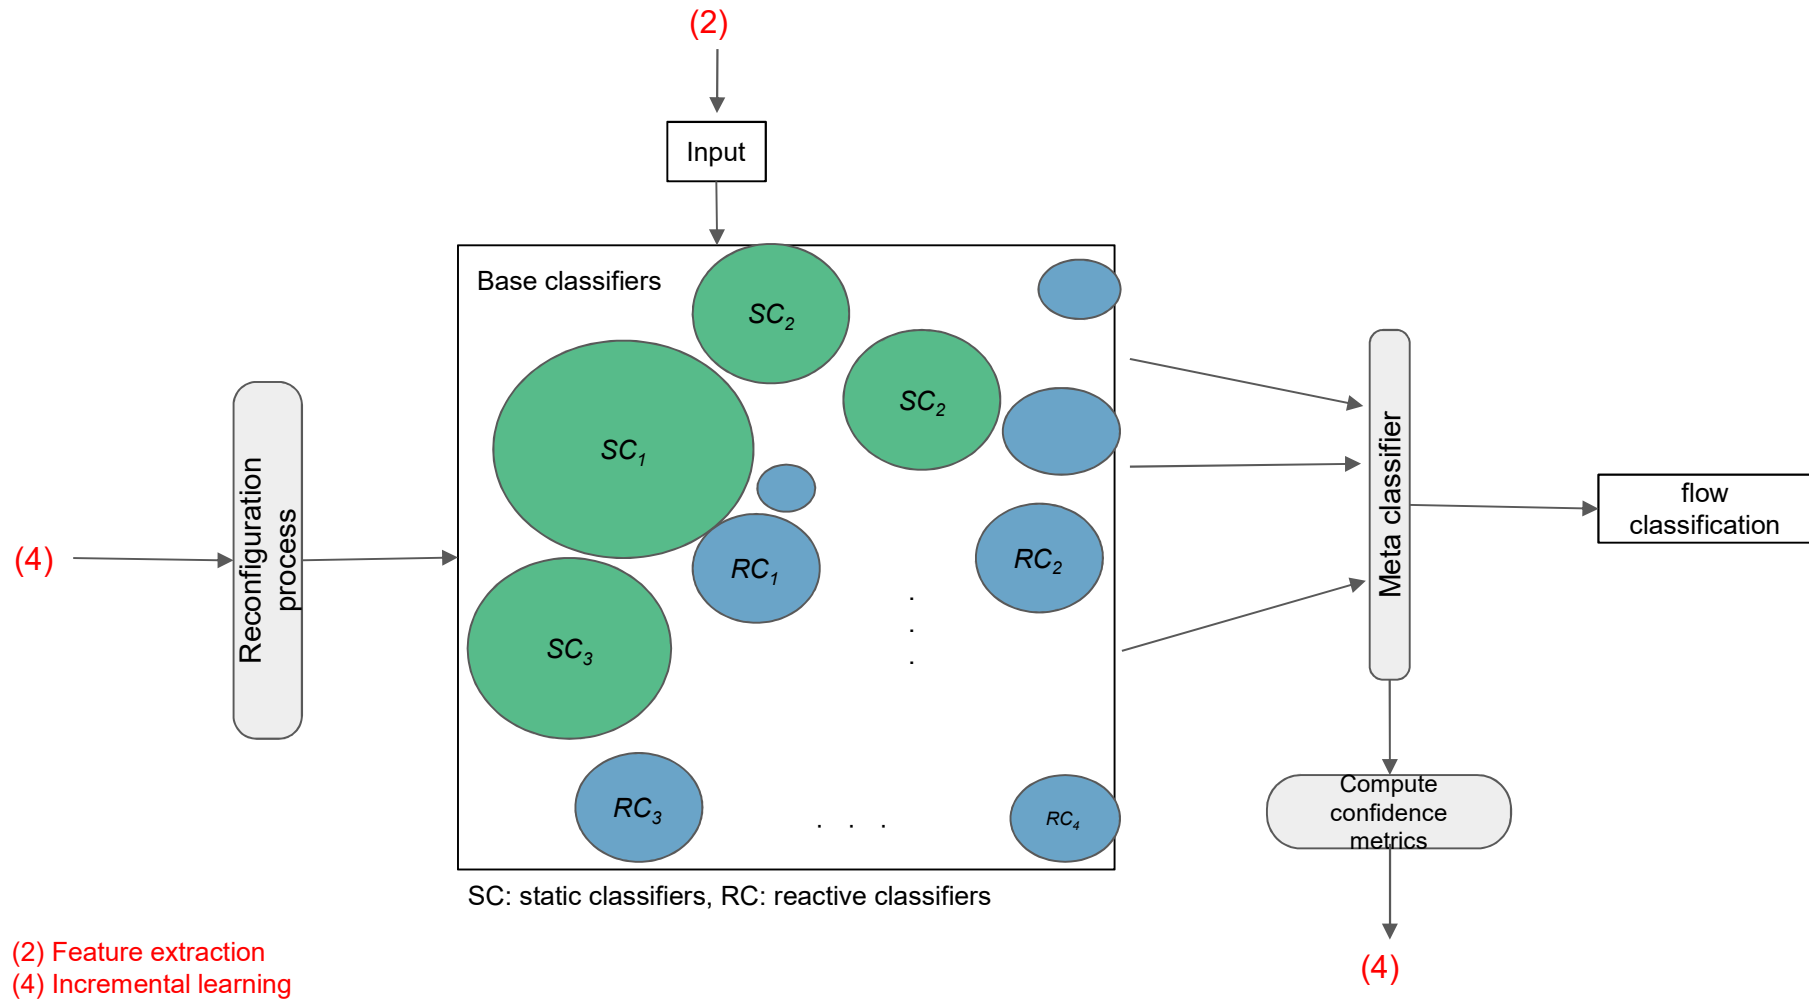 (2)
Input
Base classifiers
SC2
SC2
SC1
RC1
RC2
SC3
RC3
RC4
. . .
. . .
Reconfiguration
process
(4)
Meta classifier
flow
classification
Compute
confidence
metrics
(4)
SC: static classifiers, RC: reactive classifiers
(2) Feature extraction
(4) Incremental learning